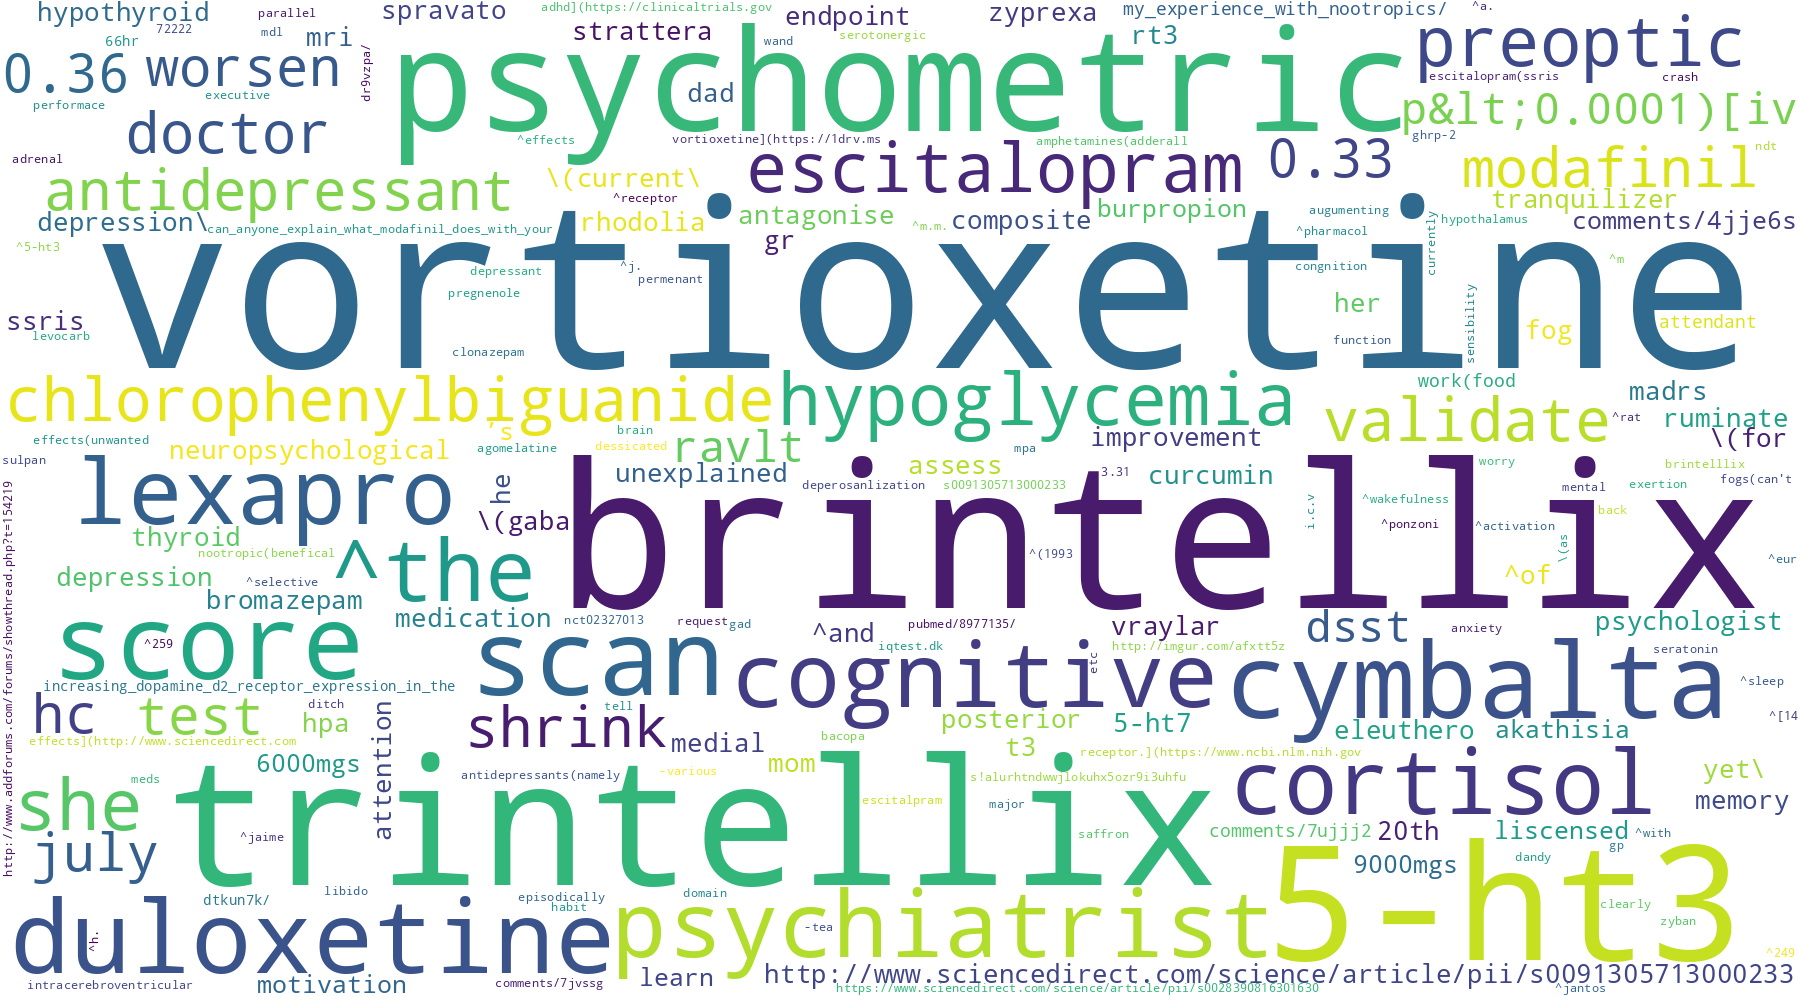 hypothyroid
parallel
spravato
adhd](https://clinicaltrials.gov
endpoint
zyprexa
my_experience_with_nootropics/
^a.
72222
mdl
66hr
mri
strattera
wand
serotonergic
rt3
preoptic
0.36
worsen
dr9vzpa/
psychometric
dad
escitalopram(ssris
crash
performace
executive
p&lt;0.0001)[iv
doctor
^effects
vortioxetine](https://1drv.ms
amphetamines(adderall
ghrp-2
ndt
adrenal
escitalopram
0.33
modafinil
antidepressant
\(current\
^receptor
tranquilizer
depression\
can_anyone_explain_what_modafinil_does_with_your
rhodolia
antagonise
^m.m.
composite
burpropion
augumenting
currently
hypothalamus
comments/4jje6s
^5-ht3
gr
^pharmacol
vortioxetine
depressant
^j.
permenant
congnition
^m
pregnenole
her
sensibility
ssris
levocarb
clonazepam
function
fog
attendant
chlorophenylbiguanide
hypoglycemia
work(food
madrs
validate
^rat
ruminate
effects(unwanted
's
brain
neuropsychological
agomelatine
dessicated
ravlt
mpa
improvement
\(for
sulpan
lexapro
\(he
unexplained
assess
3.31
curcumin
worry
brintelllix
deperosanlization
s0091305713000233
mental
exertion
fogs(can't
http://www.addforums.com/forums/showthread.php?t=154219
\(gaba
brintellix
i.c.v
^wakefulness
back
^ponzoni
^activation
thyroid
nootropic(benefical
^the
^(1993
\(as
^eur
depression
^selective
^of
bromazepam
medication
nct02327013
request
gad
^and
pubmed/8977135/
vraylar
dsst
anxiety
psychologist
score
^259
scan
iqtest.dk
http://imgur.com/afxtt5z
seratonin
cognitive
etc
cymbalta
increasing_dopamine_d2_receptor_expression_in_the
^sleep
hc
test
ditch
hpa
attention
tell
shrink
medial
bacopa
posterior
5-ht7
eleuthero
akathisia
^[14
effects](http://www.sciencedirect.com
t3
receptor.](https://www.ncbi.nlm.nih.gov
meds
6000mgs
antidepressants(namely
-various
mom
s!alurhtndwwjlokuhx5ozr9i3uhfu
cortisol
yet\
she
trintellix
escitalpram
major
memory
july
^jaime
saffron
comments/7ujjj2
20th
liscensed
^with
gp
9000mgs
dandy
5-ht3
dtkun7k/
libido
episodically
habit
domain
duloxetine
^h.
psychiatrist
-tea
clearly
zyban
^249
intracerebroventricular
motivation
comments/7jvssg
learn
http://www.sciencedirect.com/science/article/pii/s0091305713000233
https://www.sciencedirect.com/science/article/pii/s0028390816301630
^jantos